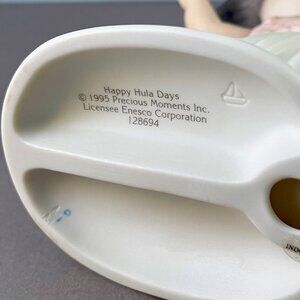 Happy Hula Days
© 1995 Precious Moments Inc.
Licensee Enesco Corporation
128694